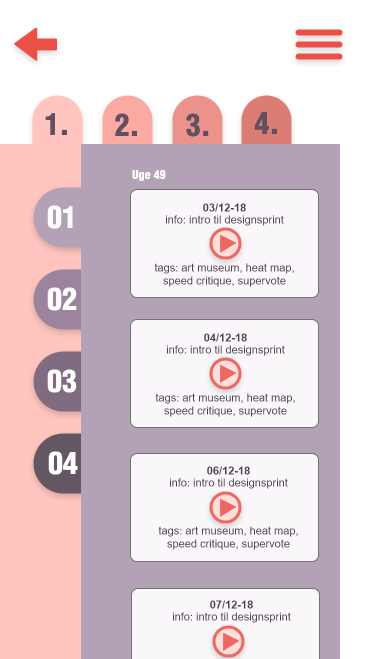 1. 2. 3. 4.
Uge 49
01
02
03
04
03/12-18
info: intro til designsprint
tags: art museum, heat map,
speed critique, supervote
04/12-18
info: intro til designsprint
tags: art museum, heat map,
speed critique, supervote
06/12-18
info: intro til designsprint
tags: art museum, heat map,
speed critique, supervote
07/12-18
info: intro til designsprint